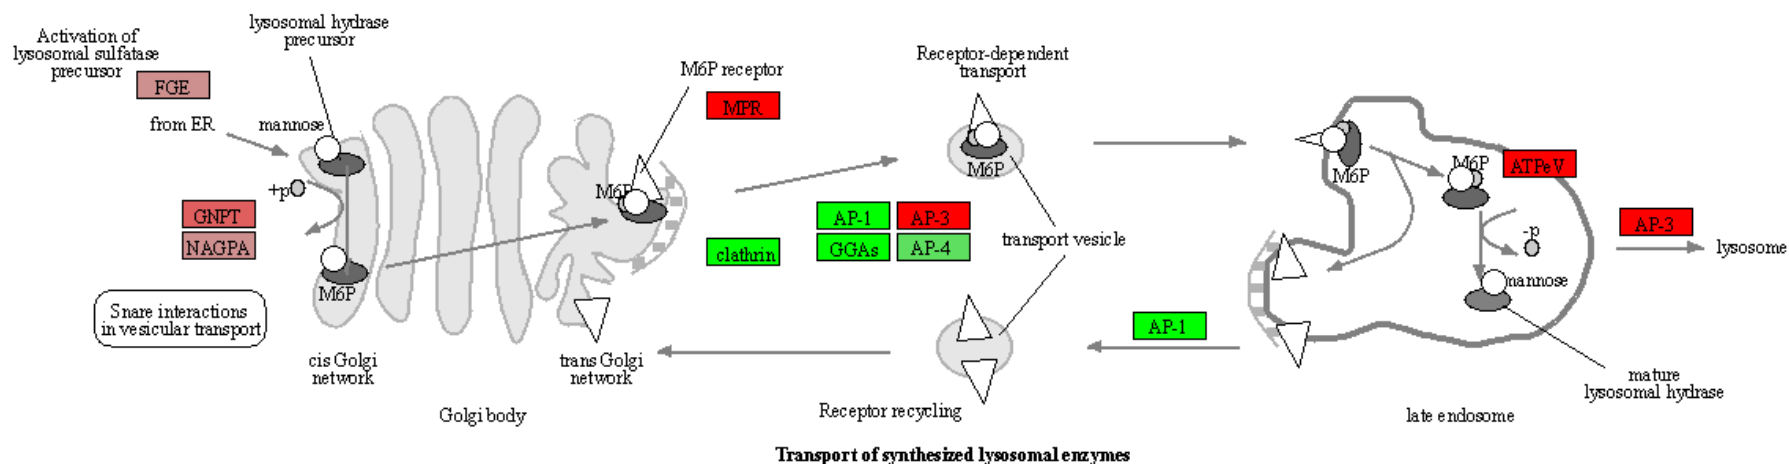 Activation of
lysosomal sulfatase
precursor
FGE
lysosomal hydrase
precursor
from ER
mannose
+p
GNPT
NAGPA
M6P
Snare interactions
in vesicular transport
cis Golgi
network
Golgi body
trans Golgi
network
M6P receptor
MPR
M6P
clathrin
AP-1
AP-3
GGAs
AP-4
Receptor-dependent
transport
M6P
transport vesicle
Receptor recycling
AP-1
M6P
M6P
ATPeV
-p
mannose
AP-3
lysosome
mature
lysosomal hydrase
late endosome
Transport of synthesized lysosomal enzymes